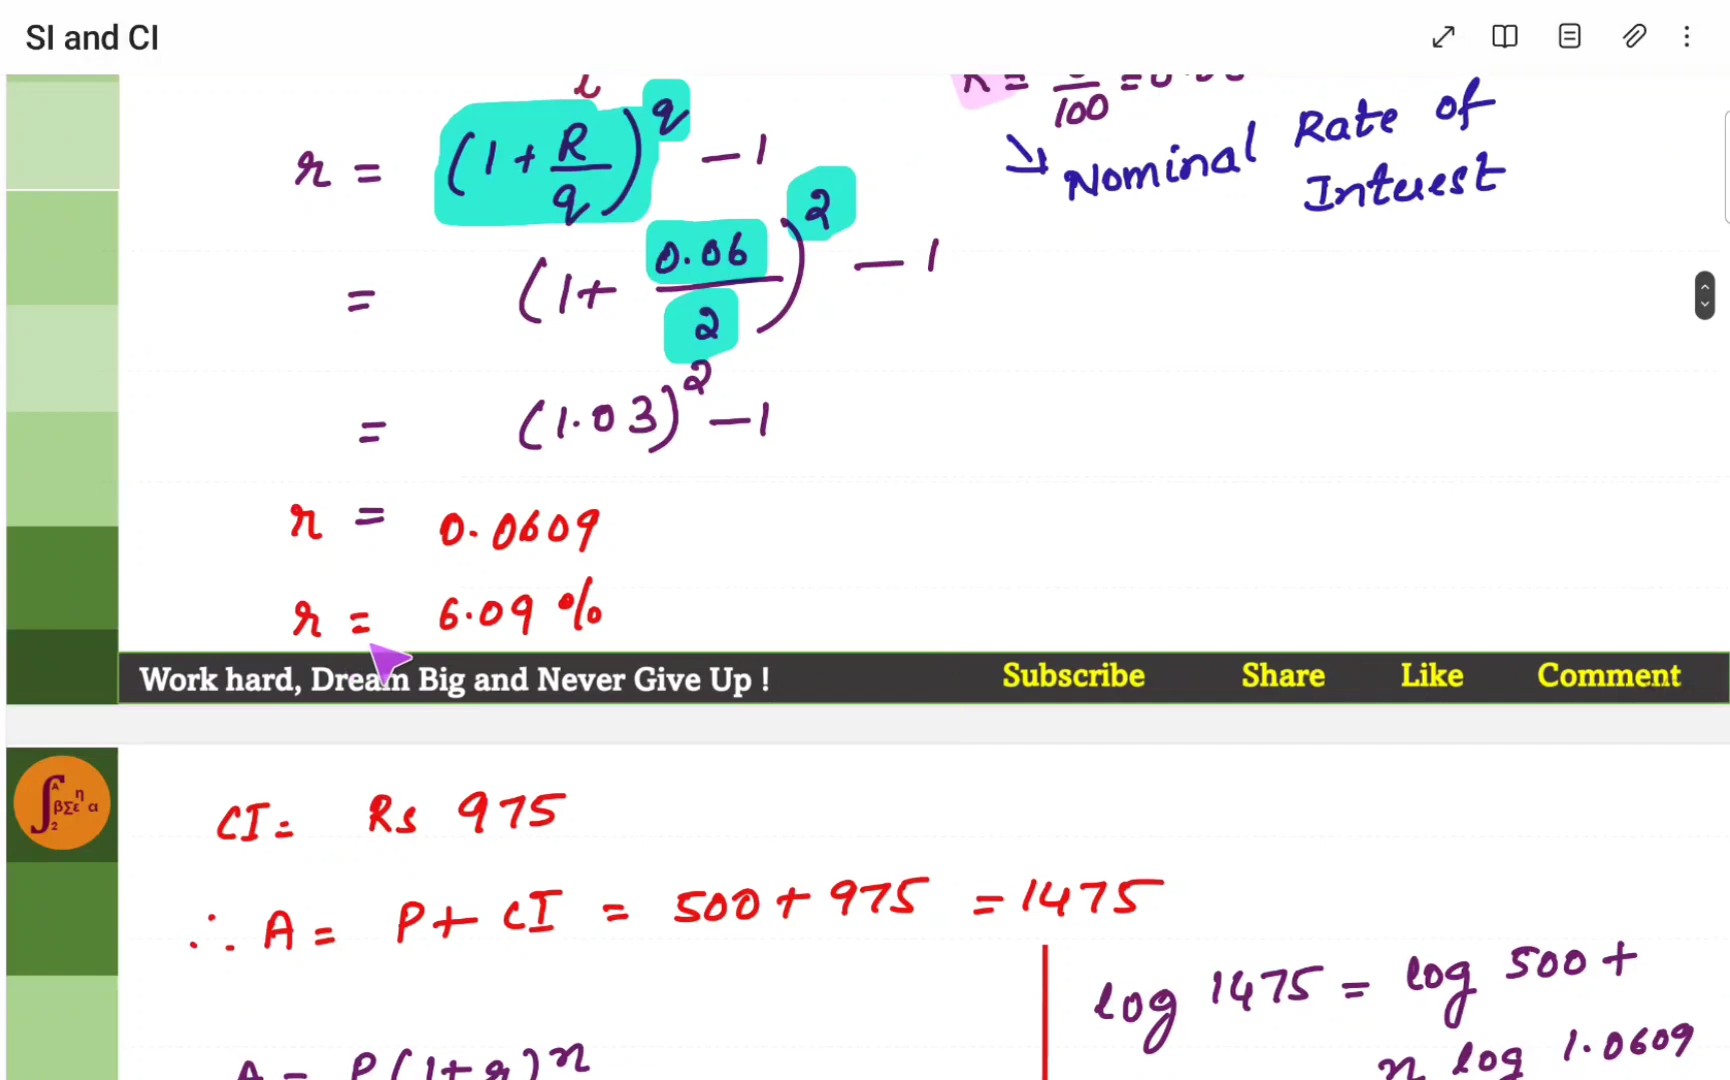 SI and CI
r = (1 + R/q)^q - 1
= 
/100 = 
Nominal Rate of
Interest
= (1 + 0.06/2)^2 - 1
= (1.03)^2 - 1
r = 0.0609
r = 6.09 %
Work hard, Dream Big and Never Give Up ! Subscribe Share Like Comment
CI = Rs 975
∴ A = P + CI = 500 + 975 = 1475
log 1475 = log 500 +
n log 1.0609
A = P(1+r)^n